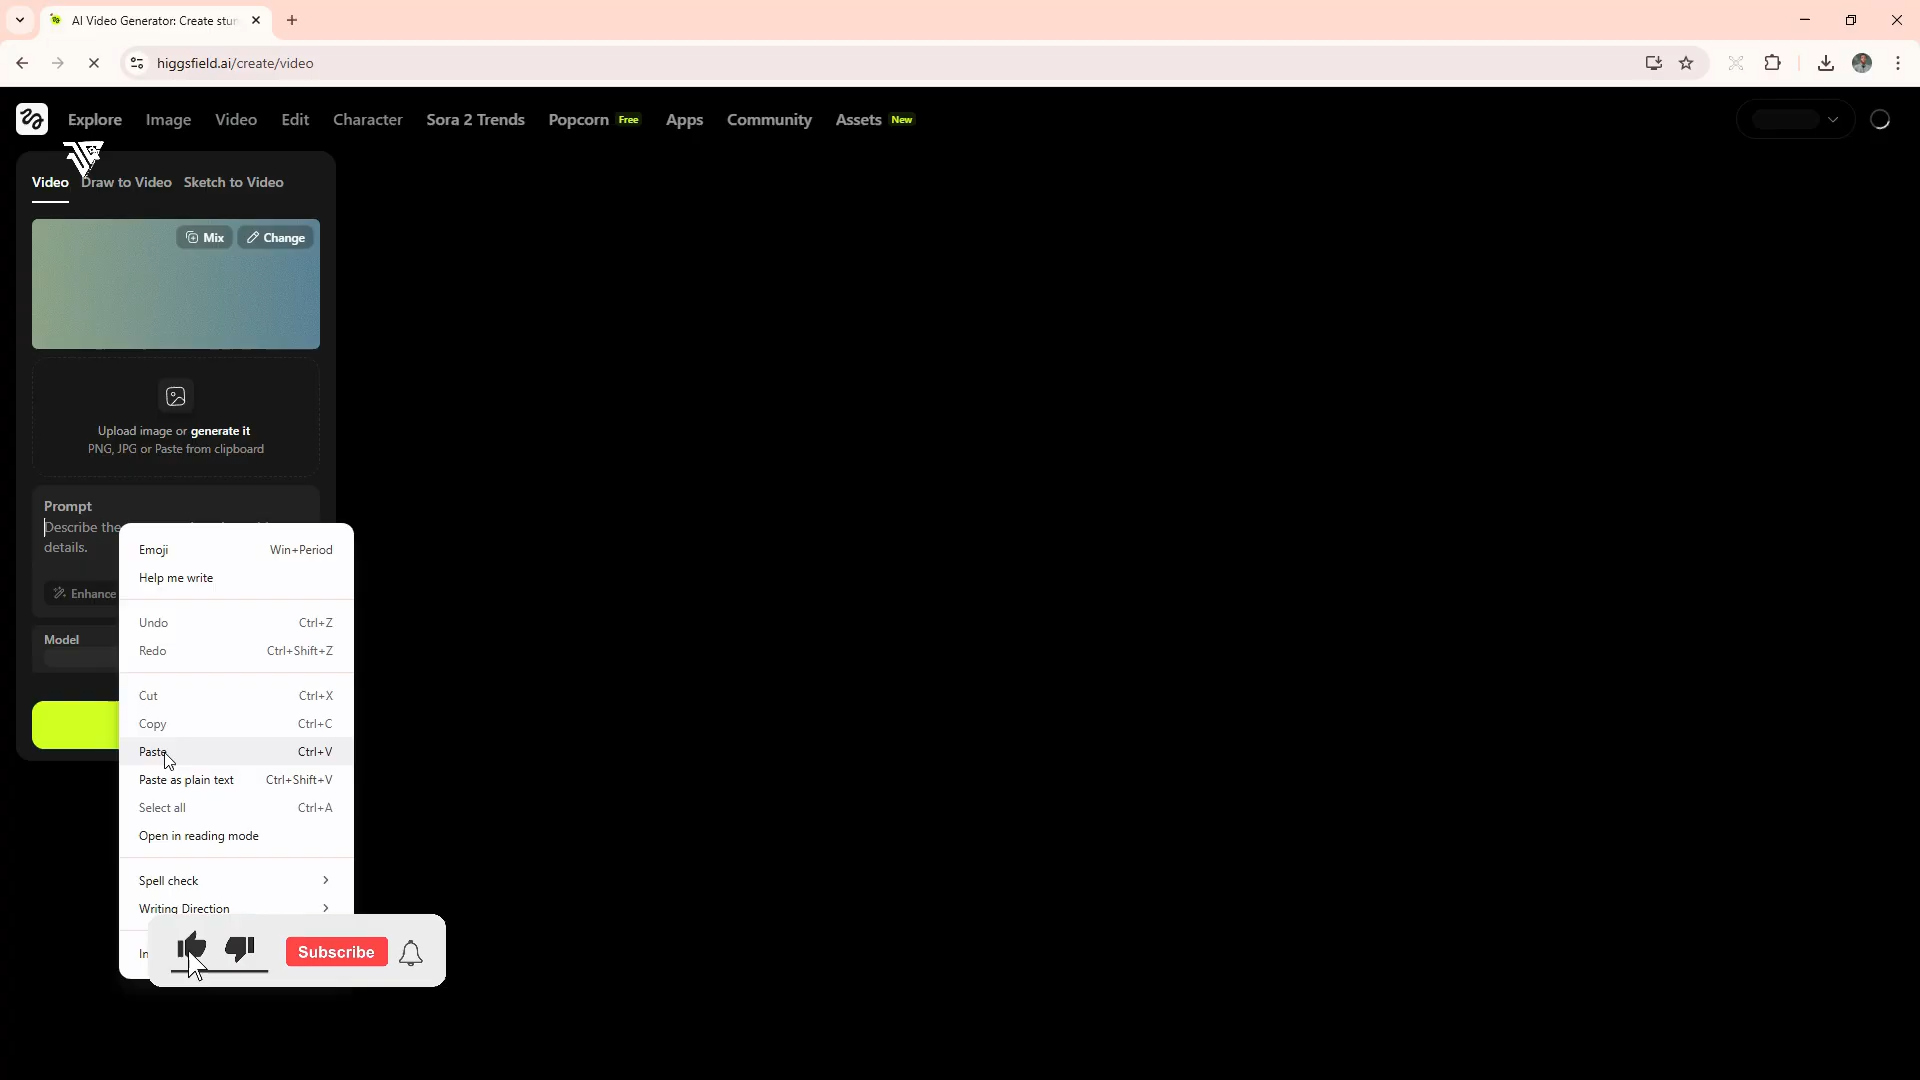 AI Video Generator: Create stun
higgsfield.ai/create/video
Explore Image Video Edit Character Sora 2 Trends Popcorn Free Apps Community Assets New
Video Draw to Video Sketch to Video
Mix Change
Upload image or generate it
PNG, JPG or Paste from clipboard
Prompt
Describe the
details.
Enhance
Model
Emoji Win+Period
Help me write
Undo Ctrl+Z
Redo Ctrl+Shift+Z
Cut Ctrl+X
Copy Ctrl+C
Paste Ctrl+V
Paste as plain text Ctrl+Shift+V
Select all Ctrl+A
Open in reading mode
Spell check
Writing Direction
In
Subscribe